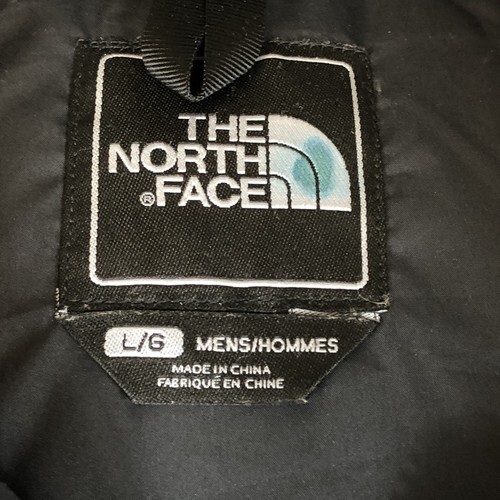 THE
NORTH
®FACE
L/G MENS/HOMMES
MADE IN CHINA
FABRIQUÉ EN CHINE